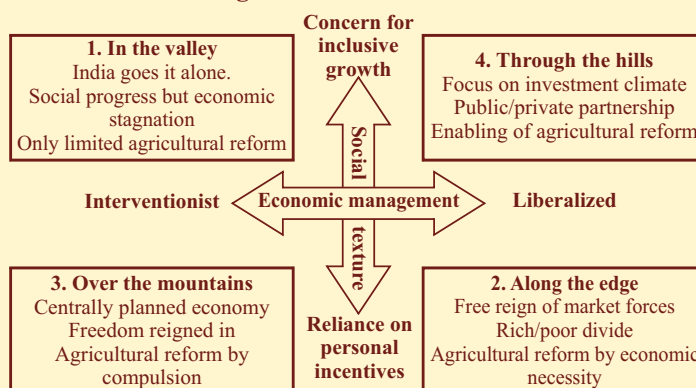 Concern for
inclusive
growth
1. In the valley
India goes it alone.
Social progress but economic
stagnation
Only limited agricultural reform
4. Through the hills
Focus on investment climate
Public/private partnership
Enabling of agricultural reform
Social
Interventionist
Economic management
Liberalized
texture
3. Over the mountains
Centrally planned economy
Freedom reigned in
Agricultural reform by
compulsion
Reliance on
personal
incentives
2. Along the edge
Free reign of market forces
Rich/poor divide
Agricultural reform by economic
necessity